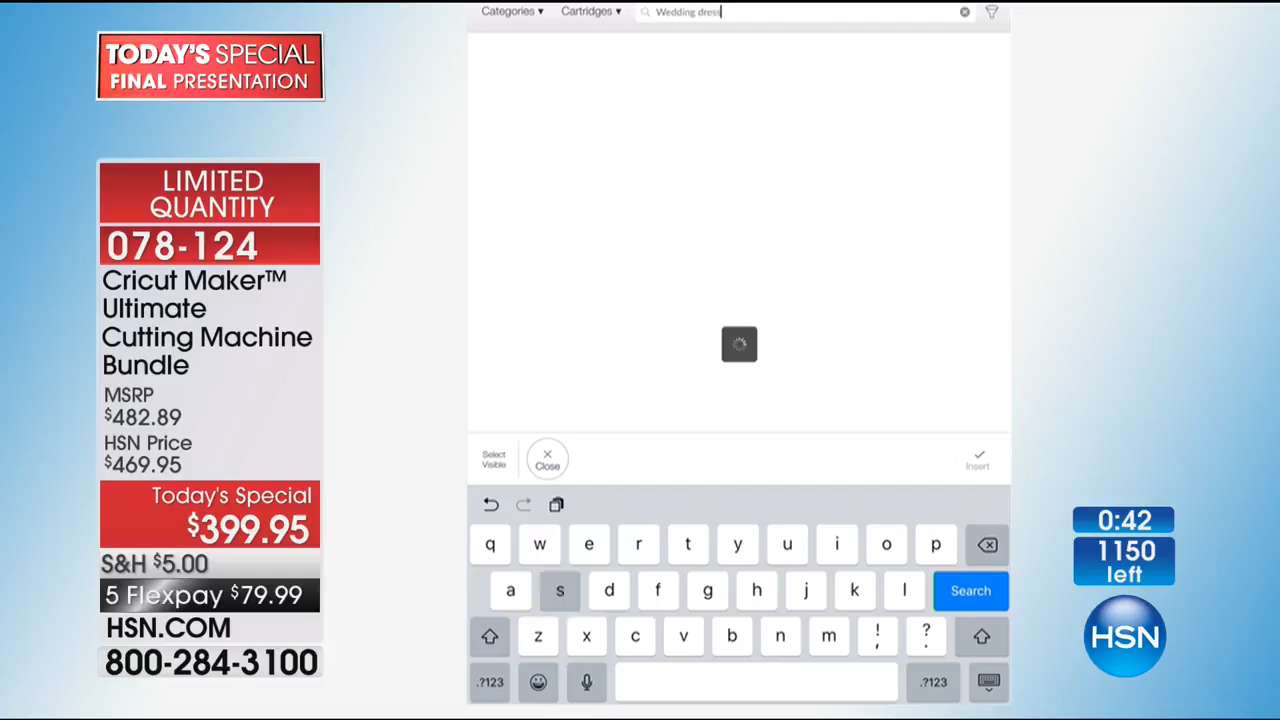 Categories ▾ Cartridges ▾ Wedding dress
TODAY'S SPECIAL
FINAL PRESENTATION
LIMITED
QUANTITY
078-124
Cricut Maker™
Ultimate
Cutting Machine
Bundle
MSRP
$482.89
HSN Price
$469.95
Today's Special
$399.95
S&H $5.00
5 Flexpay $79.99
HSN.COM
800-284-3100
Select
Visible
Close
Insert
q w e r t y u i o p
a s d f g h j k l Search
z x c v b n m ! , ? .
.?123 .?123
0:42
1150
left
HSN